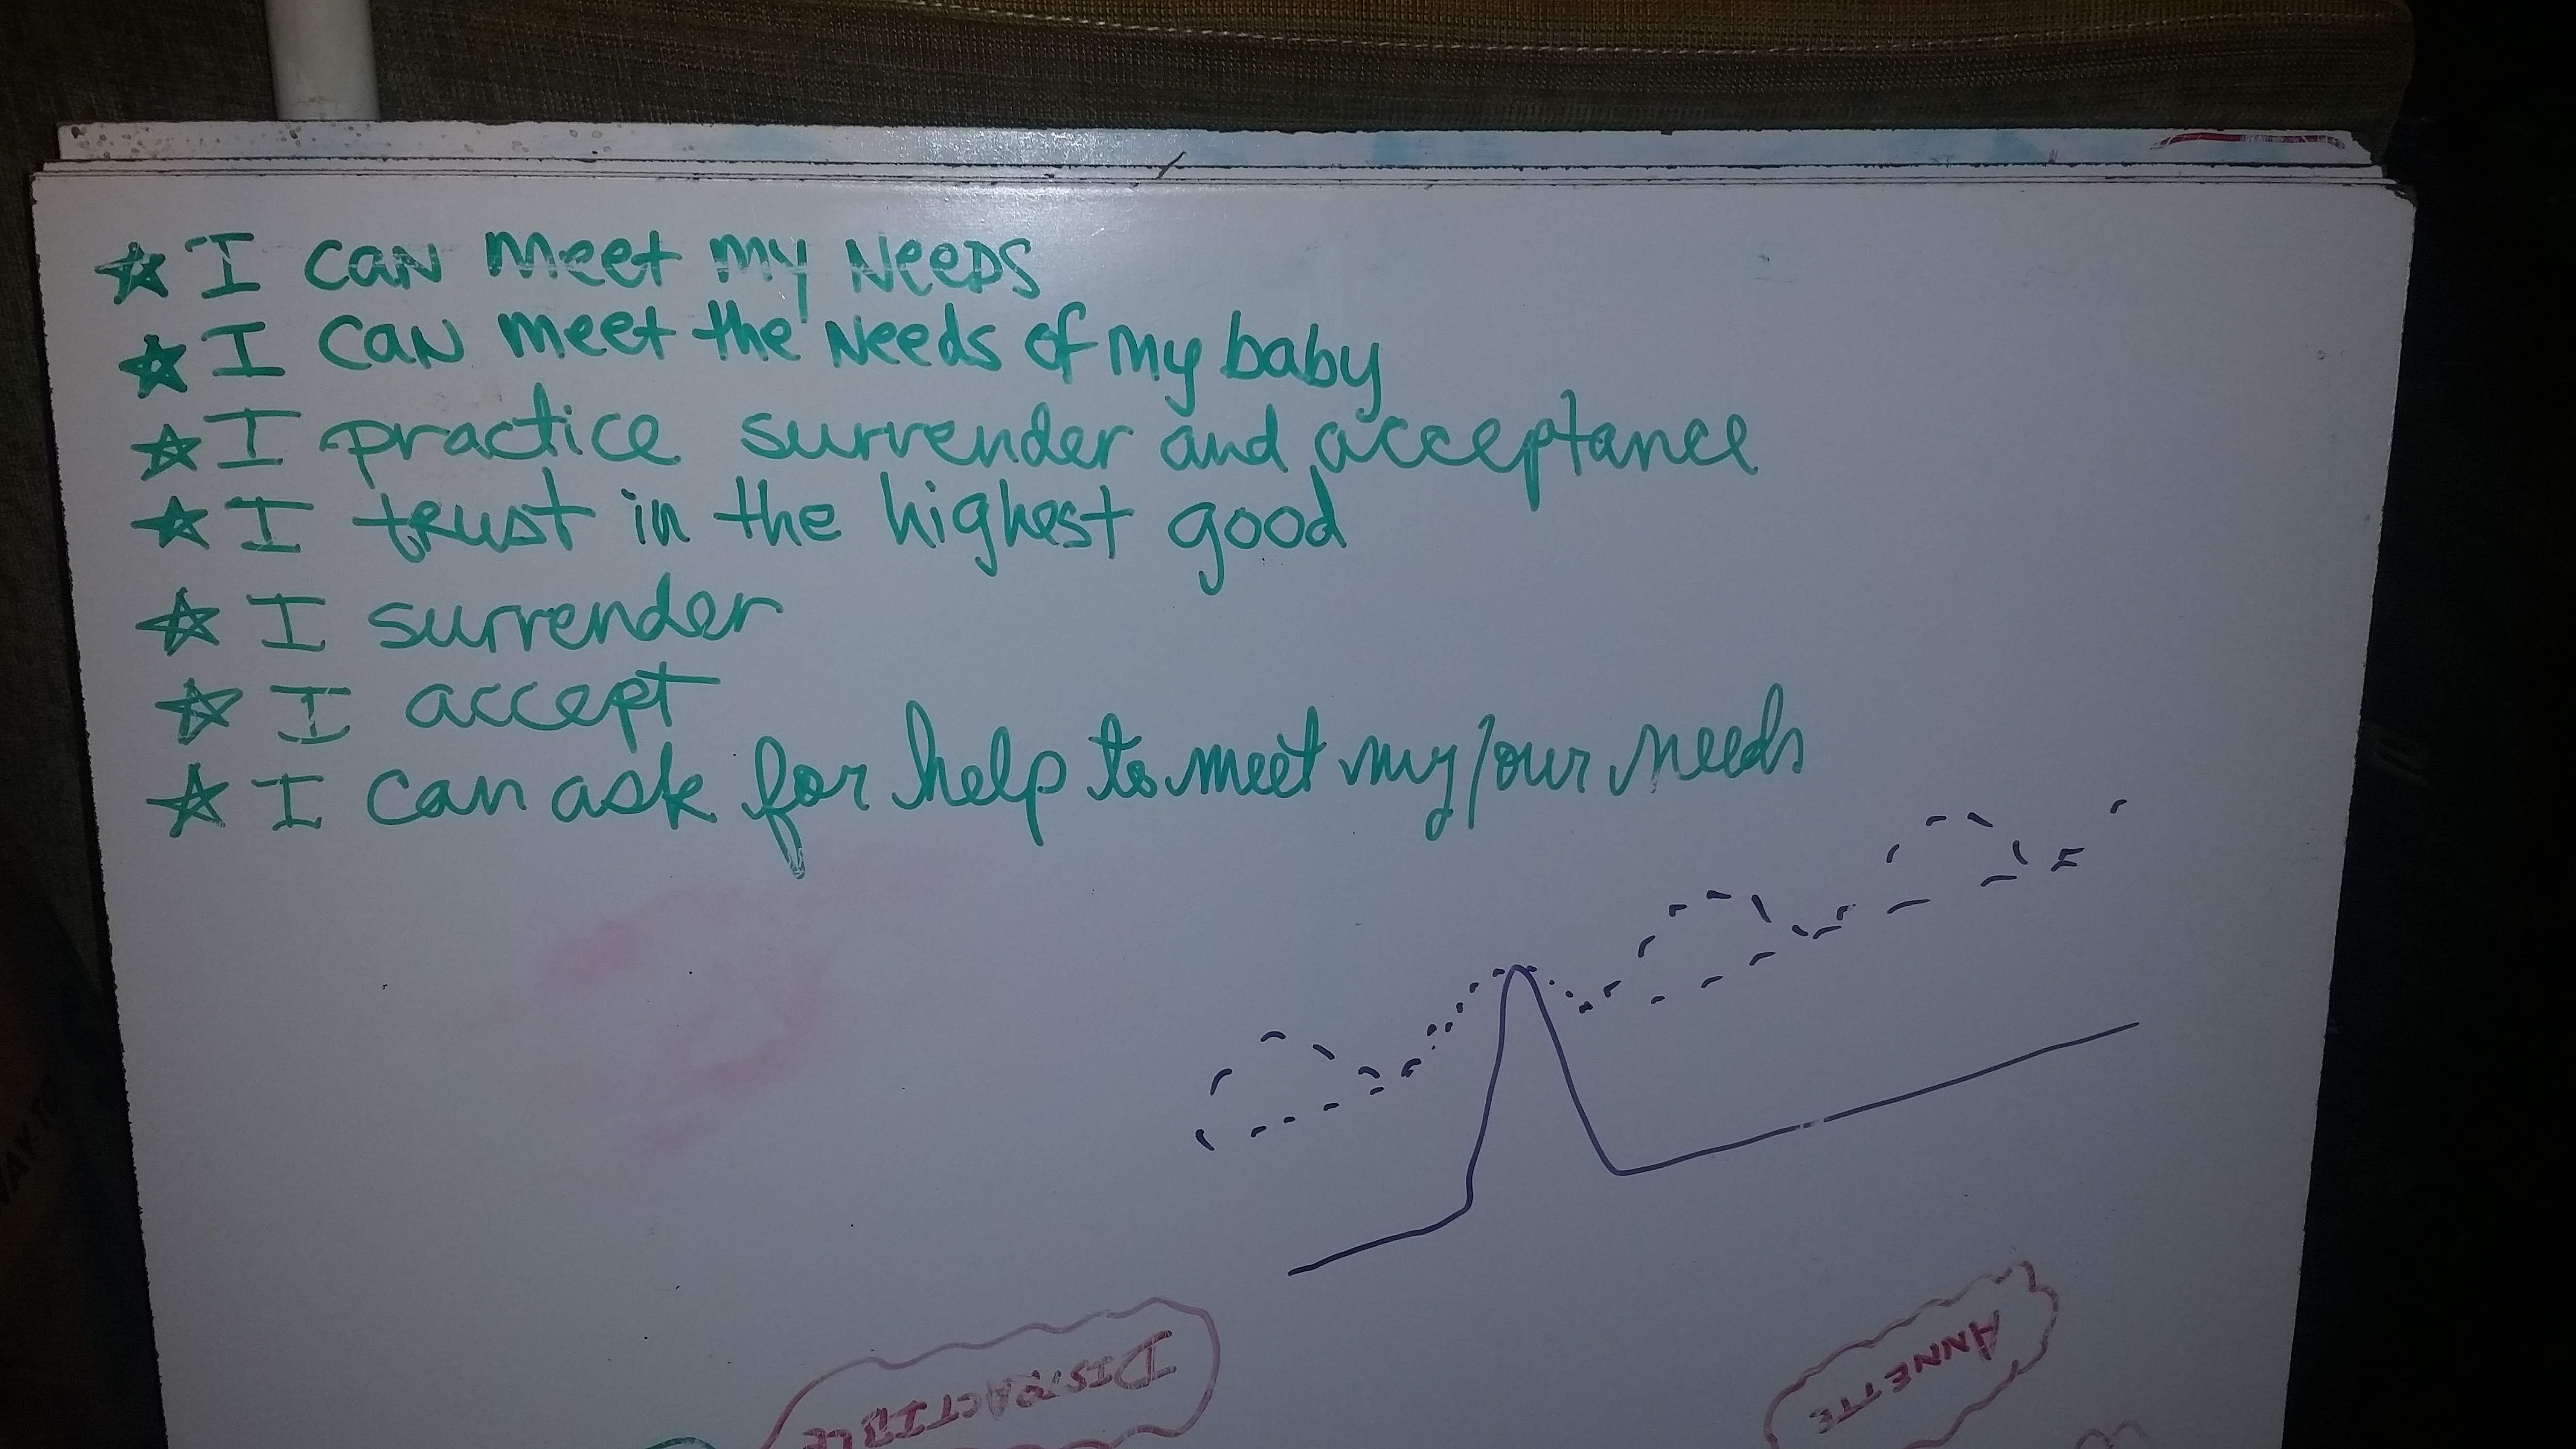 ☆ I can meet my needs
☆ I can meet the needs of my baby
☆ I practice surrender and acceptance
☆ I trust in the highest good
☆ I surrender
☆ I accept
☆ I can ask for help to meet my/our needs
DISTRACTIBLE
ANNETTE